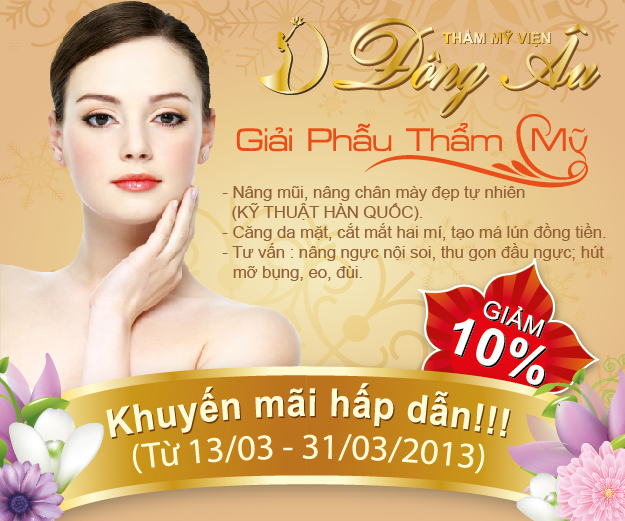 THẨM MỸ VIỆN
Đông Âu
Giải Phẫu Thẩm Mỹ
- Nâng mũi, nâng chân mày đẹp tự nhiên
(KỸ THUẬT HÀN QUỐC).
- Căng da mặt, cắt mắt hai mí, tạo má lún đồng tiền.
- Tư vấn : nâng ngực nội soi, thu gọn đầu ngực; hút
mỡ bụng, eo, đùi.
GIẢM
10%
Khuyến mãi hấp dẫn!!!
(Từ 13/03 - 31/03/2013)